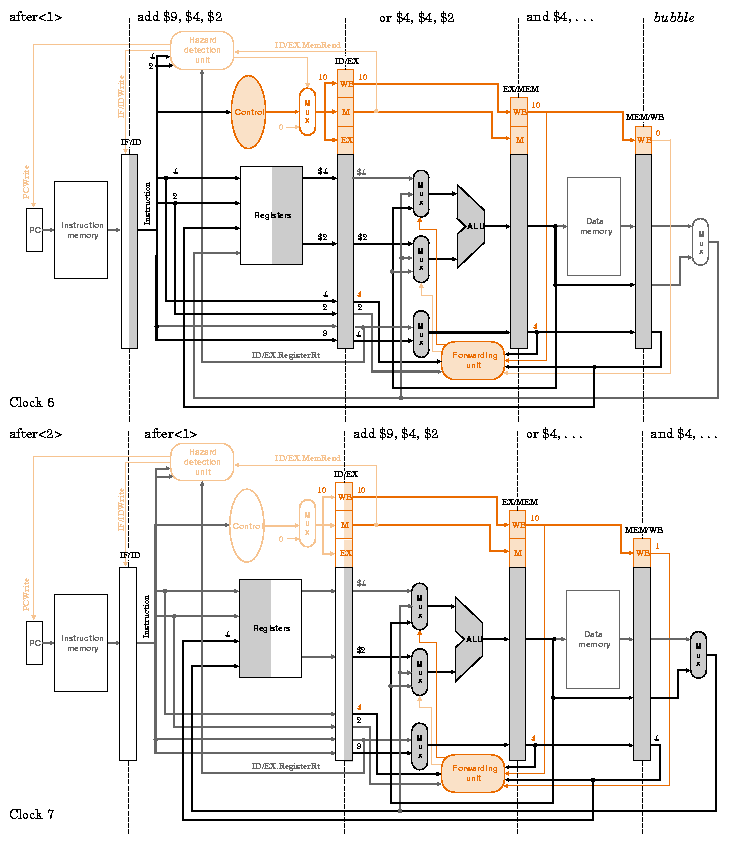 after<1>
add $9, $4, $2
or $4, $4, $2
and $4, . . .
bubble
Hazard
detection
unit
ID/EX.MemRead
4
2
IF/IDWrite
PCWrite
ID/EX
10
WB
10
Control
M
u
x
M
0
EX
EX/MEM
WB
10
M
MEM/WB
WB
0
IF/ID
PC
Instruction
memory
Instruction
4
2
Registers
$4
$4
$2
$2
M
u
x
M
u
x
ALU
Data
memory
M
u
x
4
4
2
2
9
4
M
u
x
4
ID/EX.RegisterRt
Forwarding
unit
Clock 6
after<2>
after<1>
add $9, $4, $2
or $4, . . .
and $4, . . .
Hazard
detection
unit
ID/EX.MemRead
IF/IDWrite
PCWrite
ID/EX
10
WB
10
Control
M
u
x
M
0
EX
EX/MEM
WB
10
M
MEM/WB
WB
1
IF/ID
PC
Instruction
memory
Instruction
4
Registers
$4
$2
M
u
x
M
u
x
ALU
Data
memory
M
u
x
4
2
9
M
u
x
4
4
ID/EX.RegisterRt
Forwarding
unit
Clock 7